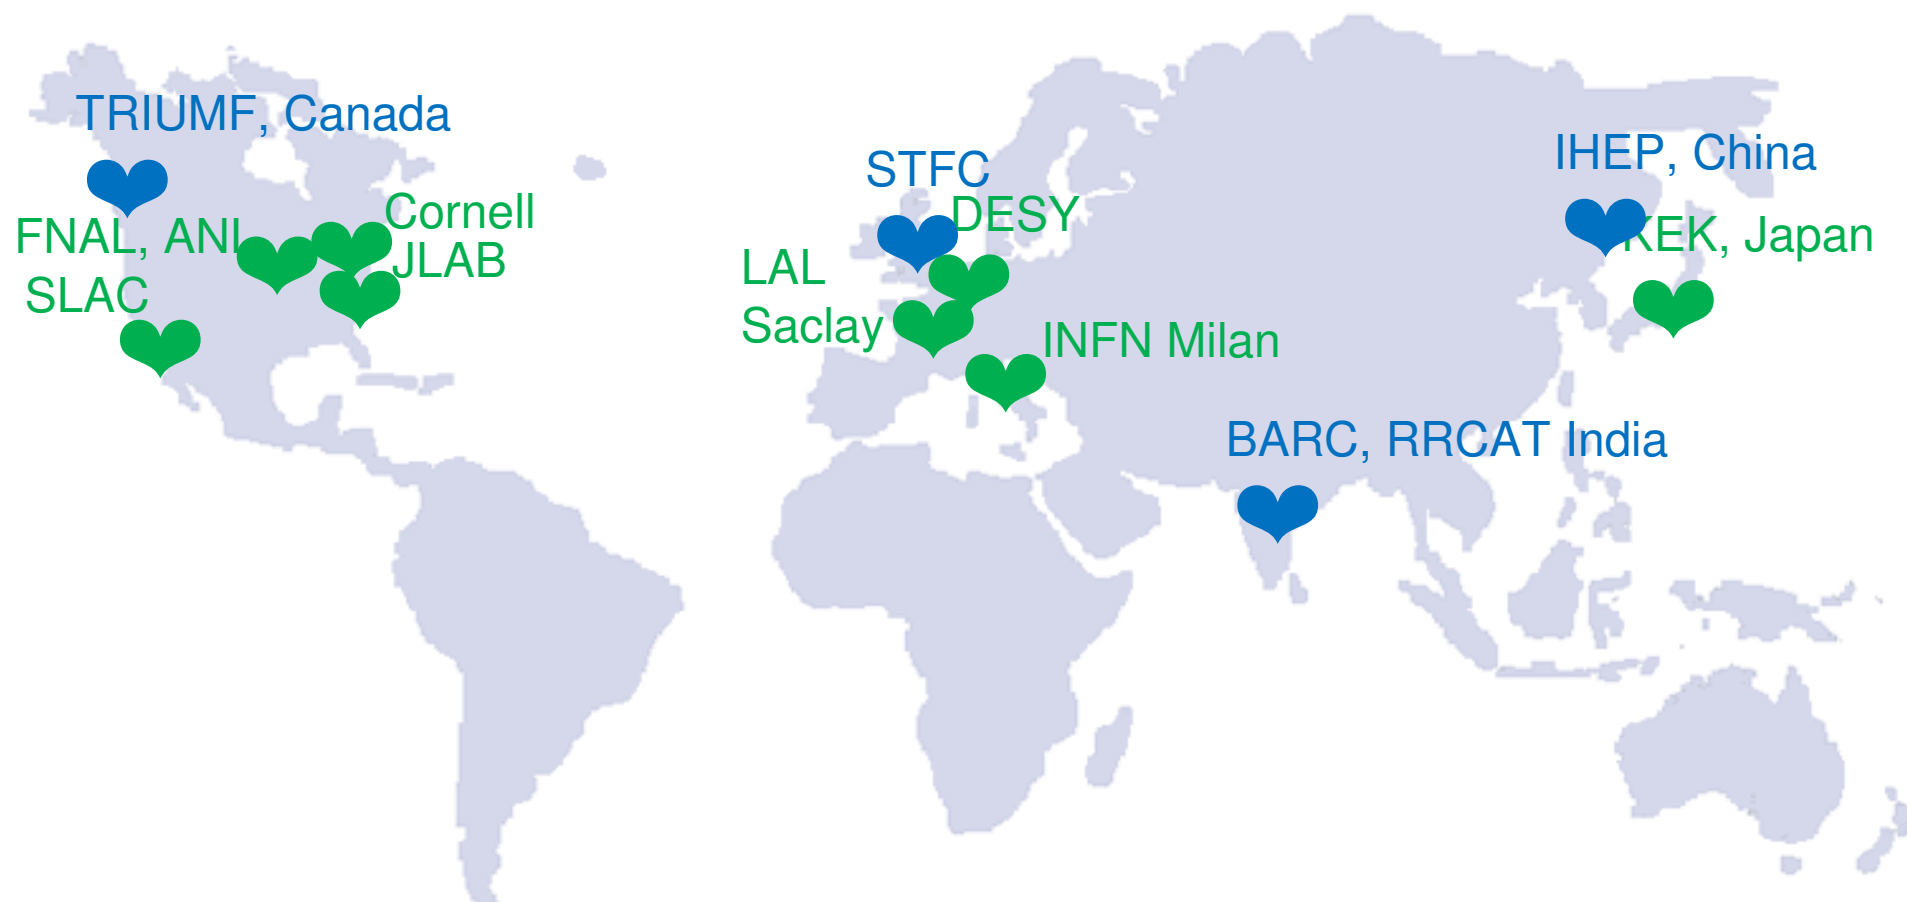 TRIUMF, Canada
FNAL, ANL
SLAC
Cornell
JLAB
STFC
DESY
LAL
Saclay
INFN Milan
IHEP, China
KEK, Japan
BARC, RRCAT India